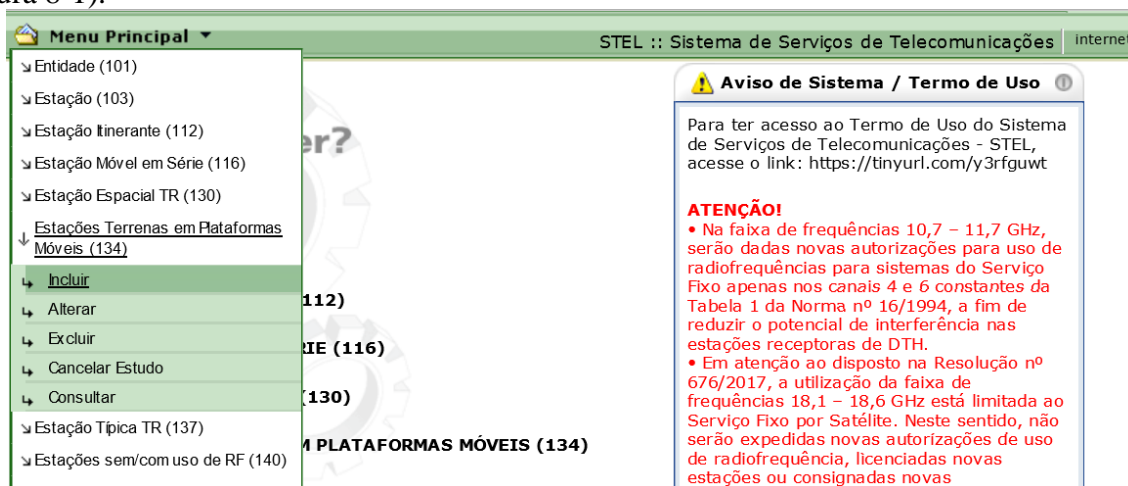 Menu Principal
STEL :: Sistema de Serviços de Telecomunicações
internet
Entidade (101)
Estação (103)
Estação Itinerante (112)
Estação Móvel em Série (116)
Estação Espacial TR (130)
Estações Terrenas em Plataformas
Móveis (134)
Incluir
Alterar
Excluir
Cancelar Estudo
Consultar
Estação Típica TR (137)
Estações sem/com uso de RF (140)
er?
112)
RIE (116)
(130)
M PLATAFORMAS MÓVEIS (134)
Aviso de Sistema / Termo de Uso
Para ter acesso ao Termo de Uso do Sistema
de Serviços de Telecomunicações - STEL,
acesse o link: https://tinyurl.com/y3rfguwt
ATENÇÃO!
• Na faixa de frequências 10,7 – 11,7 GHz,
serão dadas novas autorizações para uso de
radiofrequências para sistemas do Serviço
Fixo apenas nos canais 4 e 6 constantes da
Tabela 1 da Norma nº 16/1994, a fim de
reduzir o potencial de interferência nas
estações receptoras de DTH.
• Em atenção ao disposto na Resolução nº
676/2017, a utilização da faixa de
frequências 18,1 – 18,6 GHz está limitada ao
Serviço Fixo por Satélite. Neste sentido, não
serão expedidas novas autorizações de uso
de radiofrequência, licenciadas novas
estações ou consignadas novas